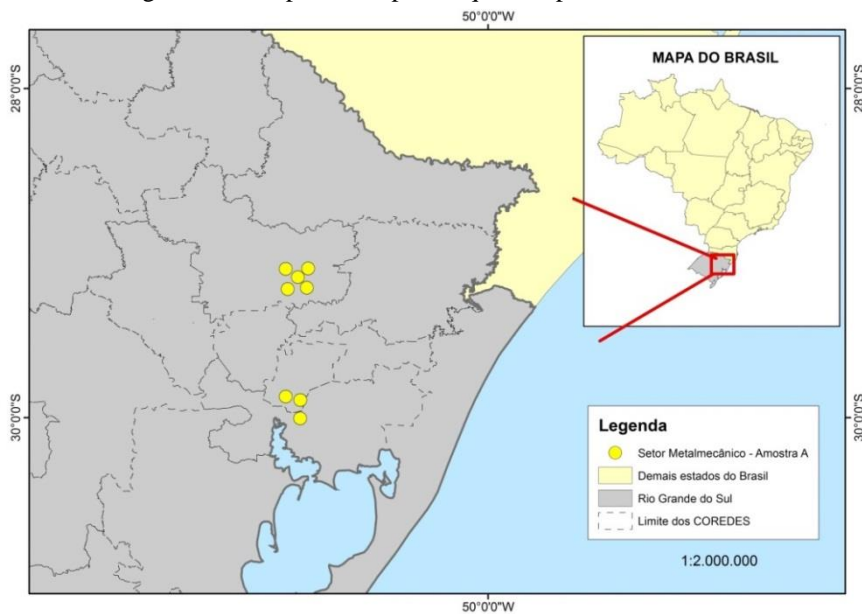 50°0'0"W
28°0'0"S
28°0'0"S
MAPA DO BRASIL
30°0'0"S
30°0'0"S
Legenda
Setor Metalmecânico - Amostra A
Demais estados do Brasil
Rio Grande do Sul
Limite dos COREDES
1:2.000.000
50°0'0"W